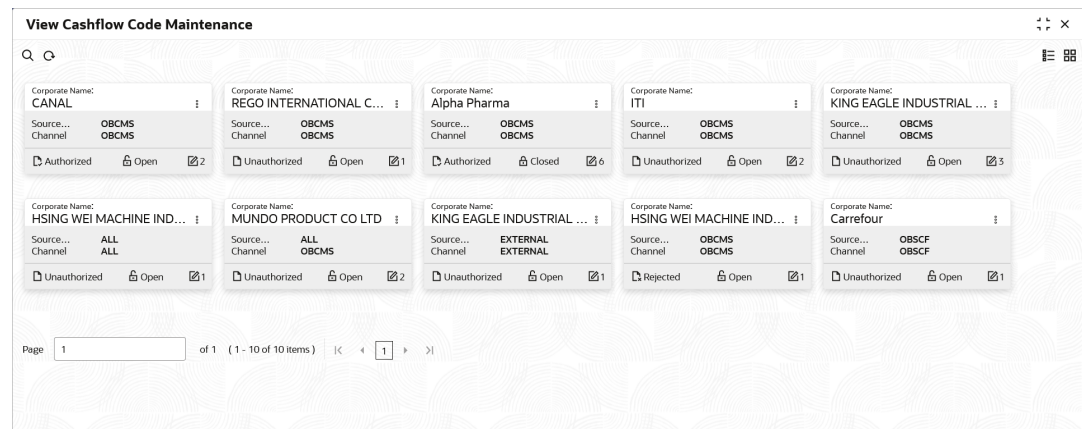 View Cashflow Code Maintenance
Corporate Name:
CANAL
Source... OBCMS
Channel OBCMS
Authorized Open 2
Corporate Name:
REGO INTERNATIONAL C...
Source... OBCMS
Channel OBCMS
Unauthorized Open 1
Corporate Name:
Alpha Pharma
Source... OBCMS
Channel OBCMS
Authorized Closed 6
Corporate Name:
ITI
Source... OBCMS
Channel OBCMS
Unauthorized Open 2
Corporate Name:
KING EAGLE INDUSTRIAL ...
Source... OBCMS
Channel OBCMS
Unauthorized Open 3
Corporate Name:
HSING WEI MACHINE IND...
Source... ALL
Channel ALL
Unauthorized Open 1
Corporate Name:
MUNDO PRODUCT CO LTD
Source... ALL
Channel OBCMS
Unauthorized Open 2
Corporate Name:
KING EAGLE INDUSTRIAL ...
Source... EXTERNAL
Channel EXTERNAL
Unauthorized Open 1
Corporate Name:
HSING WEI MACHINE IND...
Source... OBCMS
Channel OBCMS
Rejected Open 1
Corporate Name:
Carrefour
Source... OBSCF
Channel OBSCF
Unauthorized Open 1
Page 1 of 1 ( 1 - 10 of 10 items ) 1